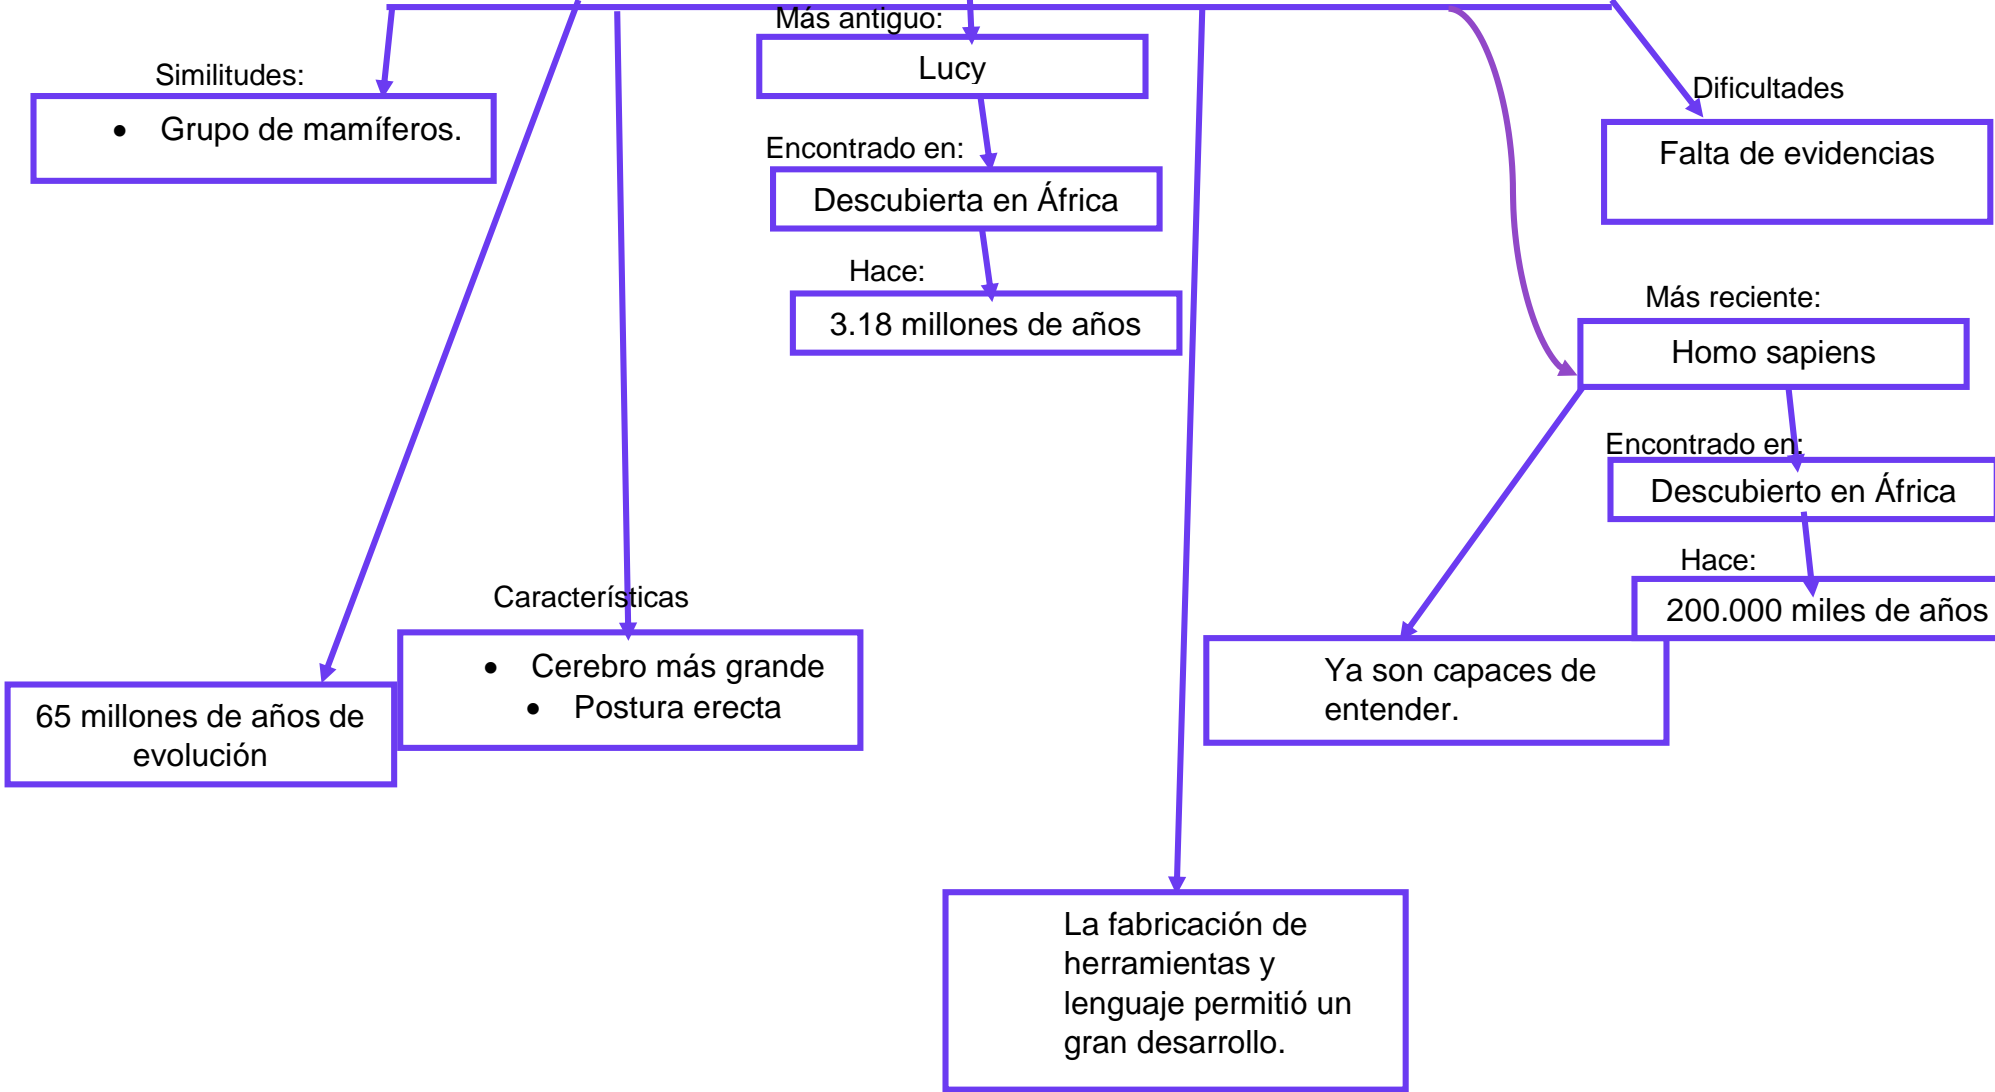 Más antiguo:
Lucy
Similitudes:
• Grupo de mamíferos.
Dificultades
Falta de evidencias
Encontrado en:
Descubierta en África
Hace:
3.18 millones de años
Más reciente:
Homo sapiens
Encontrado en:
Descubierto en África
Hace:
200.000 miles de años
Características
• Cerebro más grande
• Postura erecta
Ya son capaces de
entender.
65 millones de años de
evolución
La fabricación de
herramientas y
lenguaje permitió un
gran desarrollo.